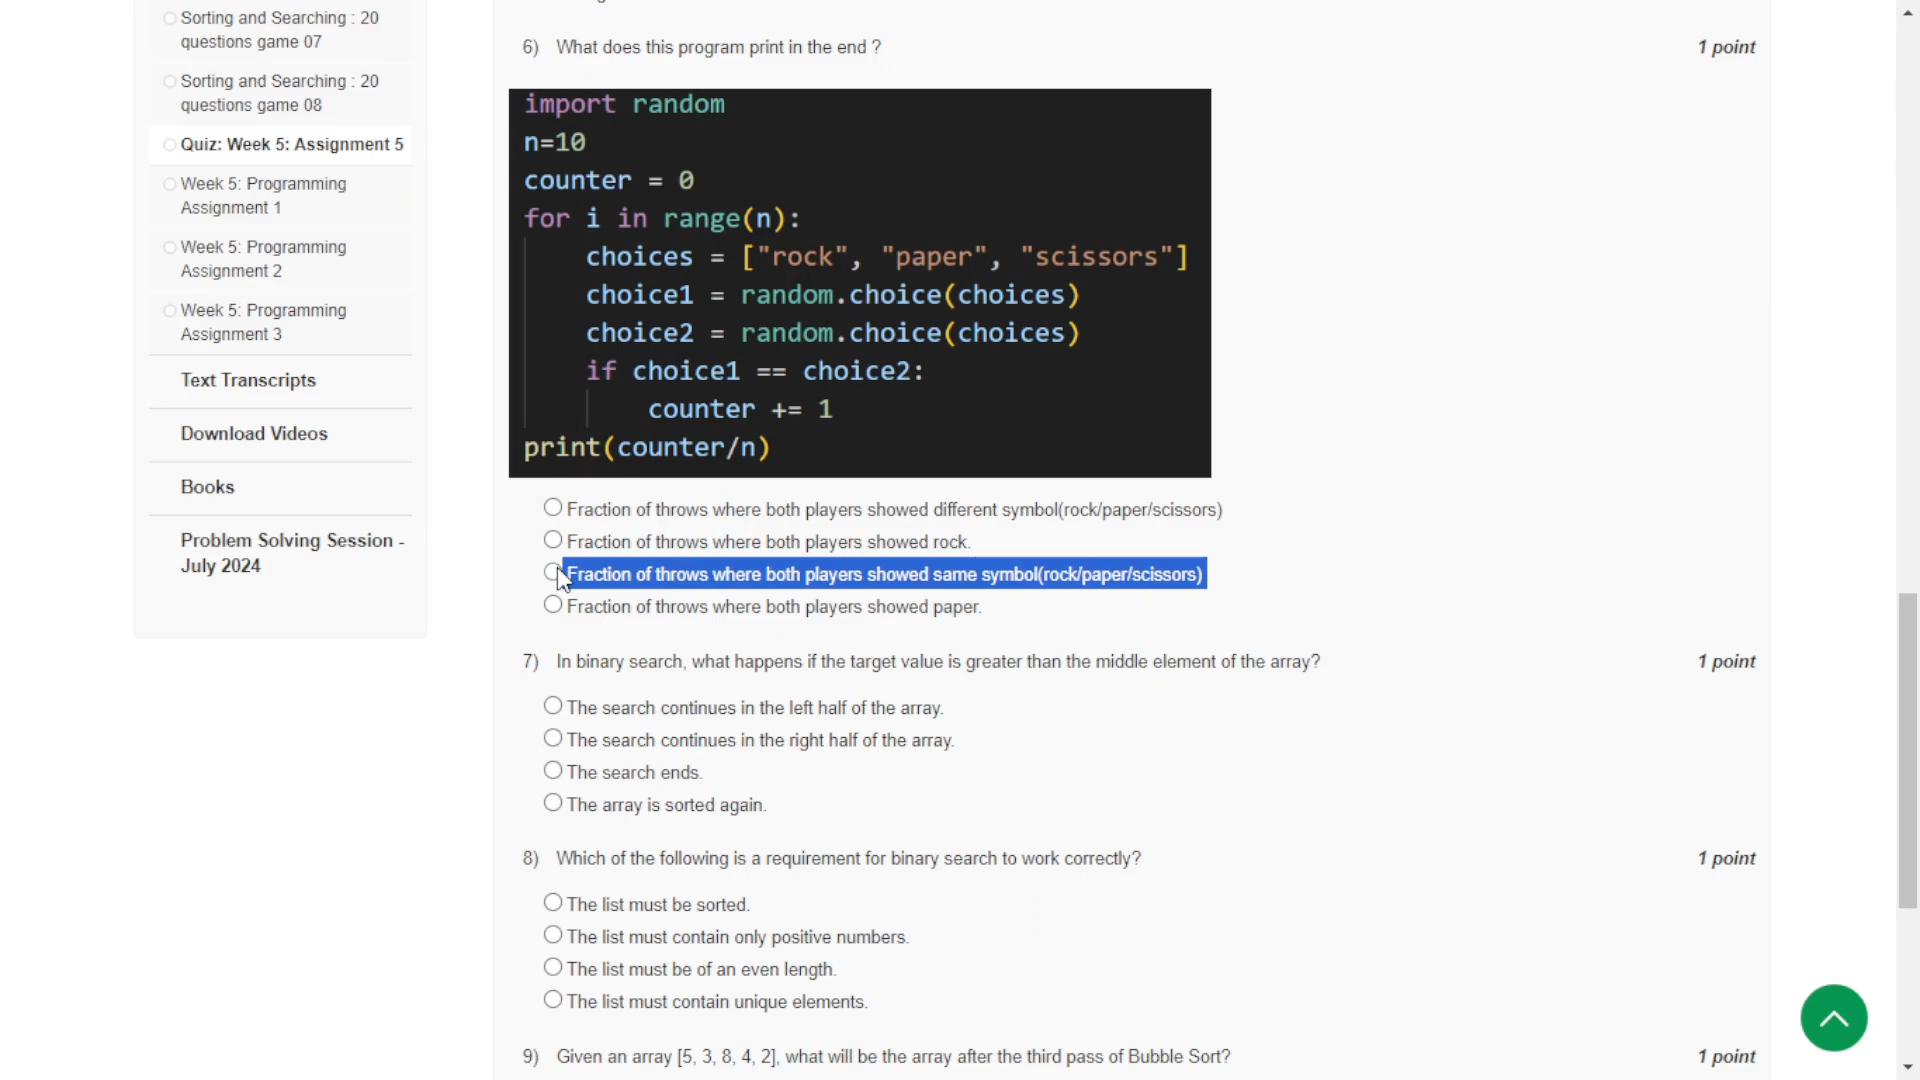 Sorting and Searching : 20
questions game 07
Sorting and Searching : 20
questions game 08
Quiz: Week 5: Assignment 5
Week 5: Programming
Assignment 1
Week 5: Programming
Assignment 2
Week 5: Programming
Assignment 3
Text Transcripts
Download Videos
Books
Problem Solving Session -
July 2024
6) What does this program print in the end ? 1 point
import random
n=10
counter = 0
for i in range(n):
choices = ["rock", "paper", "scissors"]
choice1 = random.choice(choices)
choice2 = random.choice(choices)
if choice1 == choice2:
counter += 1
print(counter/n)
Fraction of throws where both players showed different symbol(rock/paper/scissors)
Fraction of throws where both players showed rock.
Fraction of throws where both players showed same symbol(rock/paper/scissors)
Fraction of throws where both players showed paper.
7) In binary search, what happens if the target value is greater than the middle element of the array? 1 point
The search continues in the left half of the array.
The search continues in the right half of the array.
The search ends.
The array is sorted again.
8) Which of the following is a requirement for binary search to work correctly? 1 point
The list must be sorted.
The list must contain only positive numbers.
The list must be of an even length.
The list must contain unique elements.
9) Given an array [5, 3, 8, 4, 2], what will be the array after the third pass of Bubble Sort? 1 point